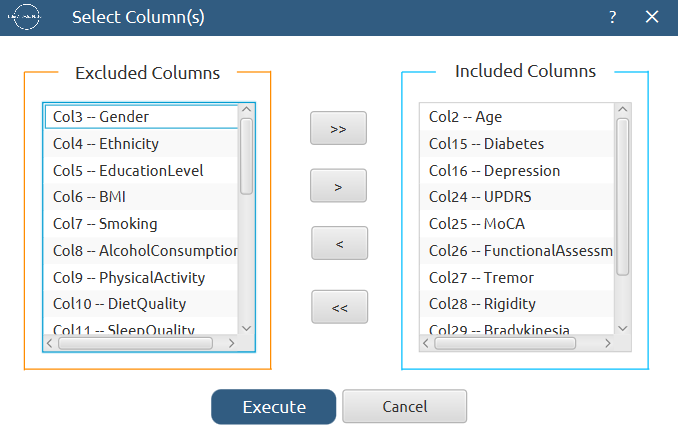 Select Column(s)
?
Excluded Columns
Included Columns
Col3 -- Gender
Col4 -- Ethnicity
Col5 -- EducationLevel
Col6 -- BMI
Col7 -- Smoking
Col8 -- AlcoholConsumption
Col9 -- PhysicalActivity
Col10 -- DietQuality
Col11 -- SleepQuality
>>
>
<
<<
Col2 -- Age
Col15 -- Diabetes
Col16 -- Depression
Col24 -- UPDRS
Col25 -- MoCA
Col26 -- FunctionalAssessm
Col27 -- Tremor
Col28 -- Rigidity
Col29 -- Bradykinesia
Execute
Cancel